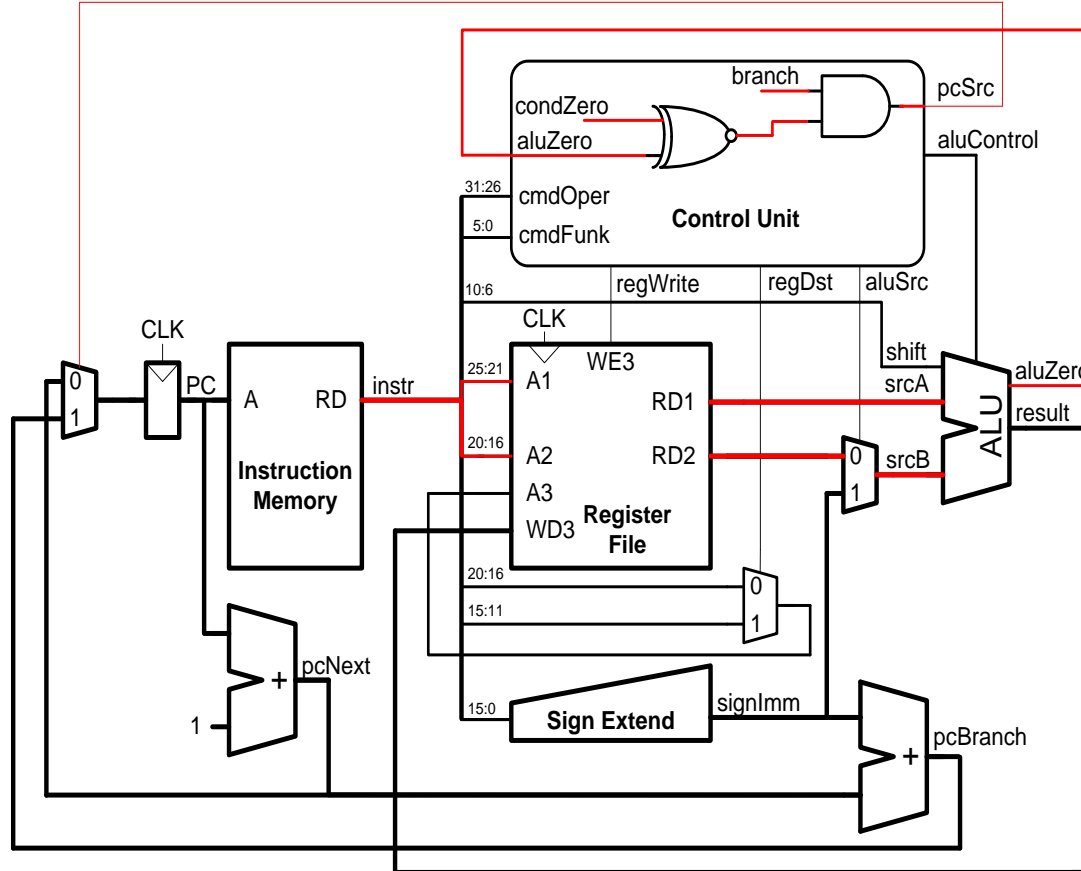 branch
pcSrc
condZero
aluZero
aluControl
31:26
cmdOper
5:0
cmdFunk
Control Unit
regWrite
regDst
aluSrc
10:6
CLK
CLK
shift
WE3
0
1
PC
A
RD
instr
25:21
A1
RD1
srcA
aluZero
result
ALU
20:16
A2
RD2
0
srcB
1
Instruction
Memory
A3
WD3
Register
File
20:16
0
15:11
1
pcNext
+
1
15:0
Sign Extend
signImm
pcBranch
+